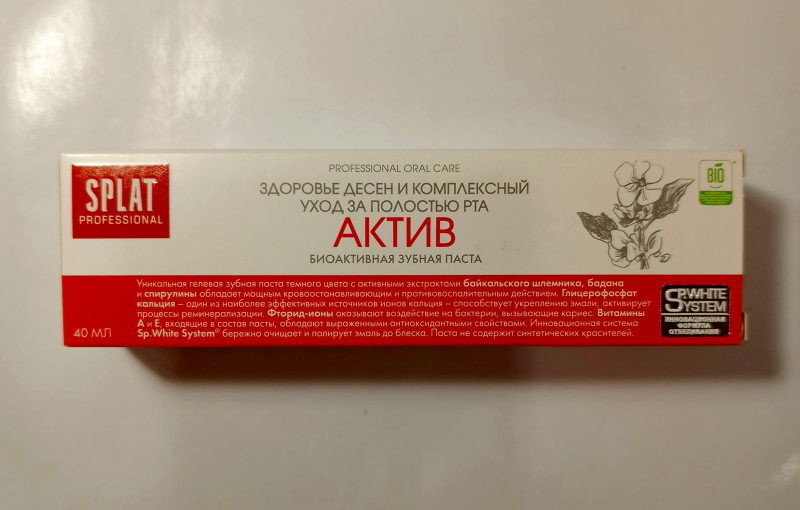 SPLAT
PROFESSIONAL
PROFESSIONAL ORAL CARE
ЗДОРОВЬЕ ДЕСЕН И КОМПЛЕКСНЫЙ
УХОД ЗА ПОЛОСТЬЮ РТА
АКТИВ
БИОАКТИВНАЯ ЗУБНАЯ ПАСТА
BIO
Уникальная гелевая зубная паста темного цвета с активными экстрактами байкальского шлемника, бадана
и спирулины обладает мощным кровоостанавливающим и противовоспалительным действием. Глицерофосфат
кальция – один из наиболее эффективных источников ионов кальция – способствует укреплению эмали, активирует
процессы реминерализации. Фторид-ионы оказывают воздействие на бактерии, вызывающие кариес. Витамины
А и Е, входящие в состав пасты, обладают выраженными антиоксидантными свойствами. Инновационная система
Sp.White System® бережно очищает и полирует эмаль до блеска. Паста не содержит синтетических красителей.
40 МЛ
SP.WHITE
SYSTEM
ИННОВАЦИОННАЯ
ФОРМУЛА
ОТБЕЛИВАНИЯ